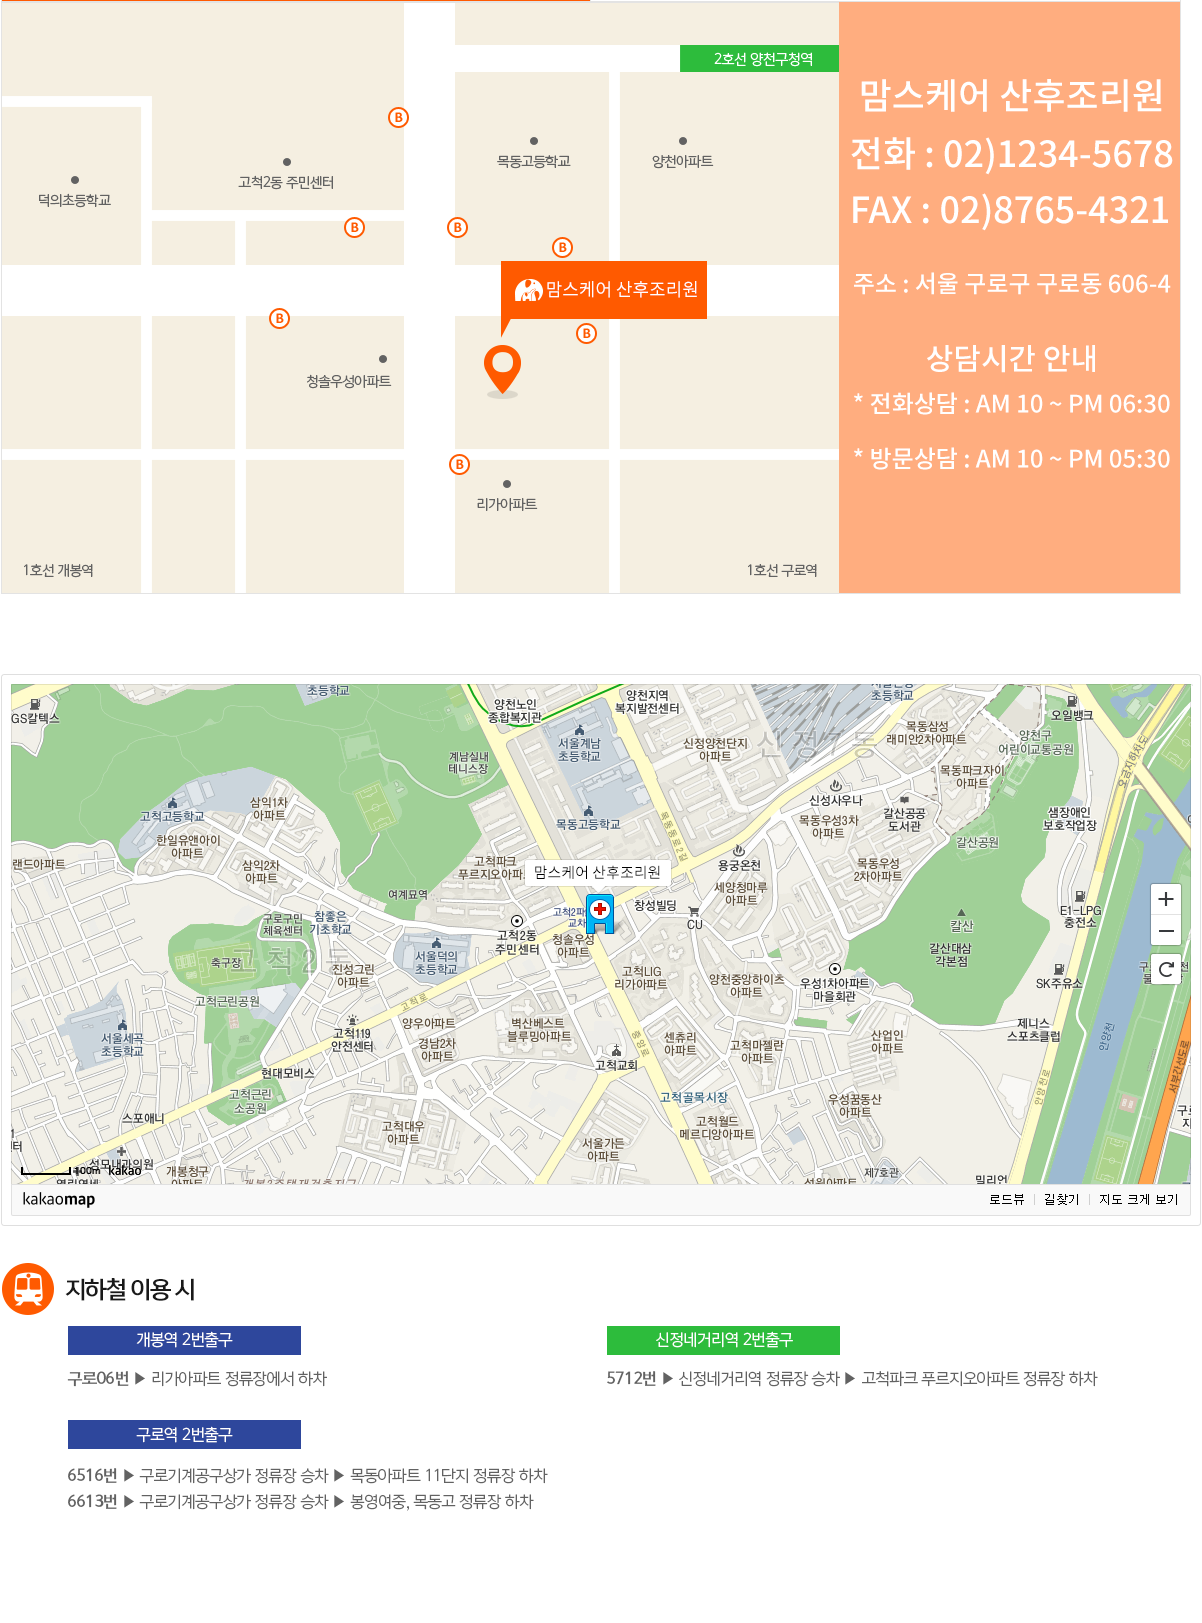 2호선 양천구청역
B
목동고등학교
양천아파트
고척2동 주민센터
덕의초등학교
B
B
B
맘스케어 산후조리원
B
B
청솔우성아파트
B
리가아파트
1호선 개봉역
1호선 구로역
맘스케어 산후조리원
전화 : 02)1234-5678
FAX : 02)8765-4321
주소 : 서울 구로구 구로동 606-4
상담시간 안내
* 전화상담 : AM 10 ~ PM 06:30
* 방문상담 : AM 10 ~ PM 05:30
초등학교
GS칼텍스
양천노인
종합복지관
양천지역
복지발전센터
초등학교
오일뱅크
서울계남
초등학교
계남실내
테니스장
신정양천단지
아파트
신정7동
목동삼성
래미안2차아파트
양천구
어린이교통공원
오금지하차도
목동파크자이
아파트
신성사우나
갈산공공
도서관
샘장애인
보호작업장
고척고등학교
삼익1차
아파트
목동고등학교
목동동로2길
목동우성3차
아파트
갈산공원
한일유앤아이
아파트
랜드아파트
삼익2차
아파트
고척파크
푸르지오아파
맘스케어 산후조리원
용궁온천
세양청마루
아파트
목동우성
2차아파트
여계묘역
구로구민
체육센터
참좋은
기초학교
고척2동
주민센터
고척2파
교차
창성빌딩
CU
갈산
E1-LPG
충전소
축구장
고척2동
서울덕의
초등학교
청솔우성
아파트
갈산대삼
각본점
진성그린
아파트
고척LIG
리가아파트
양천중앙하이츠
아파트
우성1차아파트
마을회관
SK주유소
고척근린공원
고척로
서울세곡
초등학교
고척119
안전센터
양우아파트
경남2차
아파트
벽산베스트
블루밍아파트
중앙로
센츄리
아파트
고척마젤란
아파트
산업인
아파트
제니스
스포츠클럽
안양천
고척교회
현대모비스
고척근린
소공원
고척골목시장
우성꿈동산
아파트
안양천로
서부간선도로
스포애니
고척대우
아파트
고척월드
메르디앙아파트
서울가든
아파트
성모내과의원
100m
kakao
개봉청구
아파트
제7호관
밀리언
kakaomap
로드뷰
길찾기
지도 크게 보기
지하철 이용 시
개봉역 2번출구
신정네거리역 2번출구
구로06번 ▶ 리가아파트 정류장에서 하차
5712번 ▶ 신정네거리역 정류장 승차 ▶ 고척파크 푸르지오아파트 정류장 하차
구로역 2번출구
6516번 ▶ 구로기계공구상가 정류장 승차 ▶ 목동아파트 11단지 정류장 하차
6613번 ▶ 구로기계공구상가 정류장 승차 ▶ 봉영여중, 목동고 정류장 하차